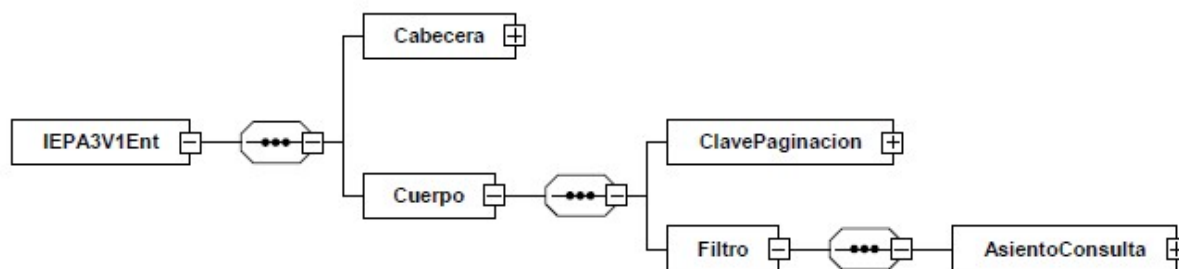 Cabecera
IEPA3V1Ent
ClavePaginacion
Cuerpo
Filtro
AsientoConsulta